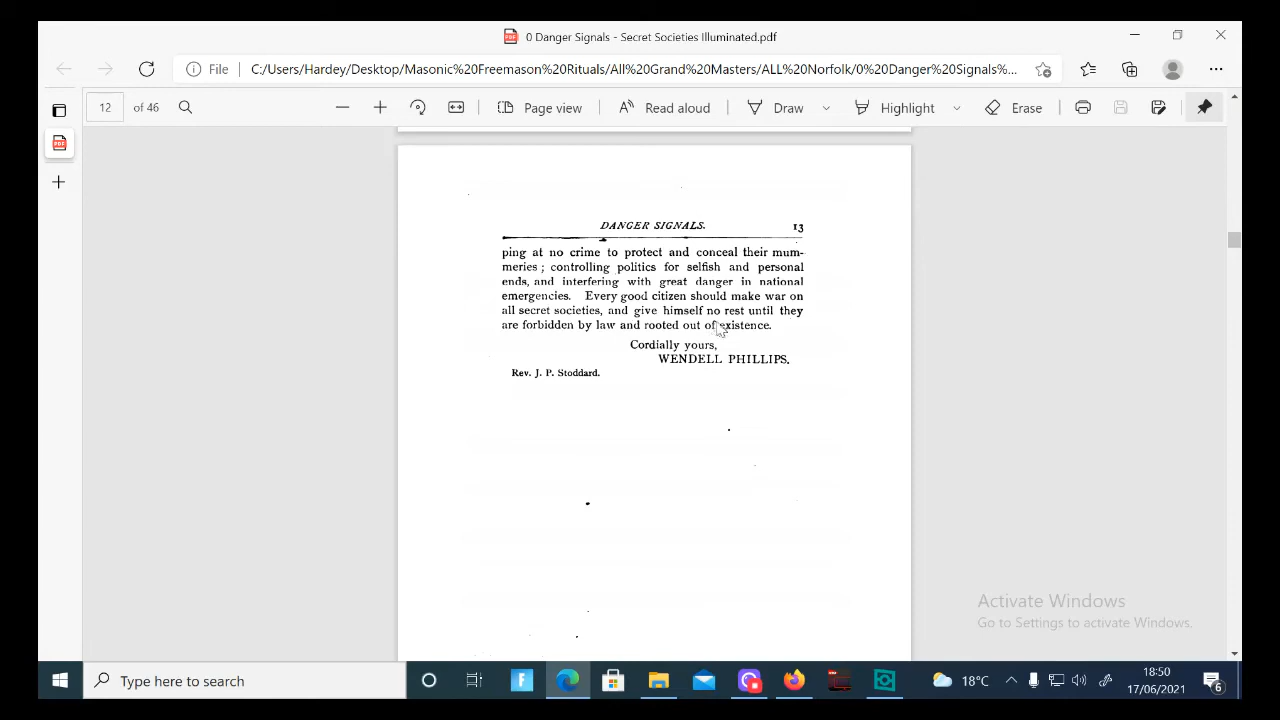 0 Danger Signals - Secret Societies Illuminated.pdf
File
C:/Users/Hardey/Desktop/Masonic%20Freemason%20Rituals/All%20Grand%20Masters/ALL%20Norfolk/0%20Danger%20Signals%...
12 of 46
Page view
Read aloud
Draw
Highlight
Erase
DANGER SIGNALS. 13
ping at no crime to protect and conceal their mum-
meries ; controlling politics for selfish and personal
ends, and interfering with great danger in national
emergencies. Every good citizen should make war on
all secret societies, and give himself no rest until they
are forbidden by law and rooted out of existence.
Cordially yours,
WENDELL PHILLIPS.
Rev. J. P. Stoddard.
Activate Windows
Go to Settings to activate Windows.
Type here to search
18°C
18:50
17/06/2021
6